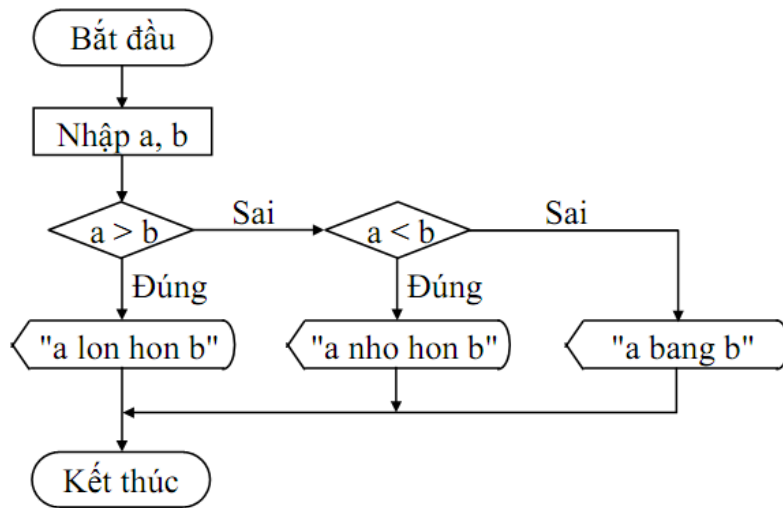 Bắt đầu
Nhập a, b
a > b
Sai
a < b
Sai
Đúng
Đúng
"a lon hon b"
"a nho hon b"
"a bang b"
Kết thúc